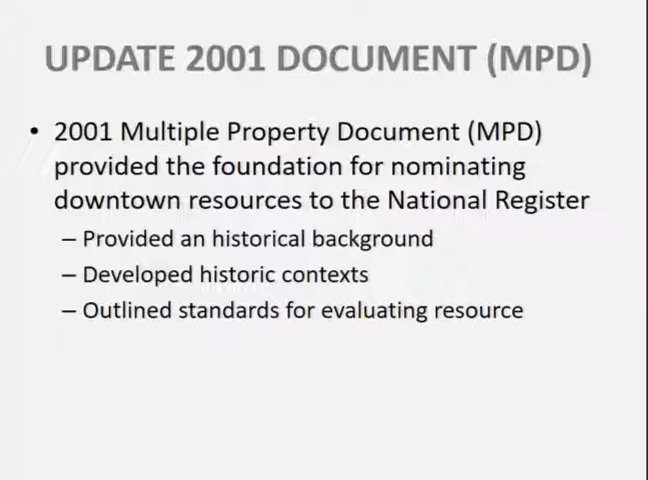 UPDATE 2001 DOCUMENT (MPD)
• 2001 Multiple Property Document (MPD)
provided the foundation for nominating
downtown resources to the National Register
– Provided an historical background
– Developed historic contexts
– Outlined standards for evaluating resource